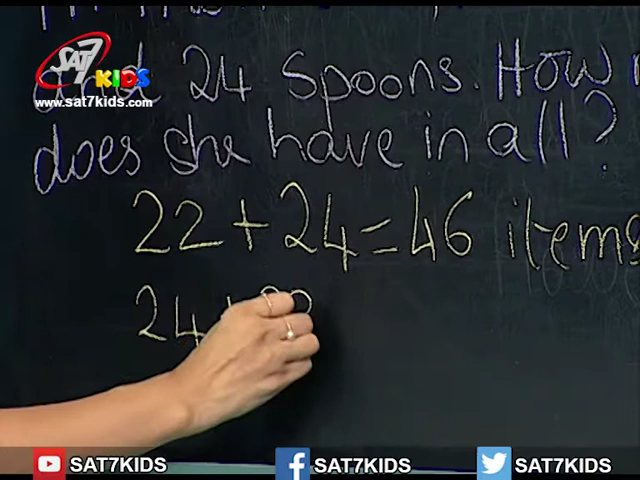 SAT7
KIDS
www.sat7kids.com
24 spoons. How
does she have in all?
22 + 24 = 46 items
24 +
SAT7KIDS
SAT7KIDS
SAT7KIDS